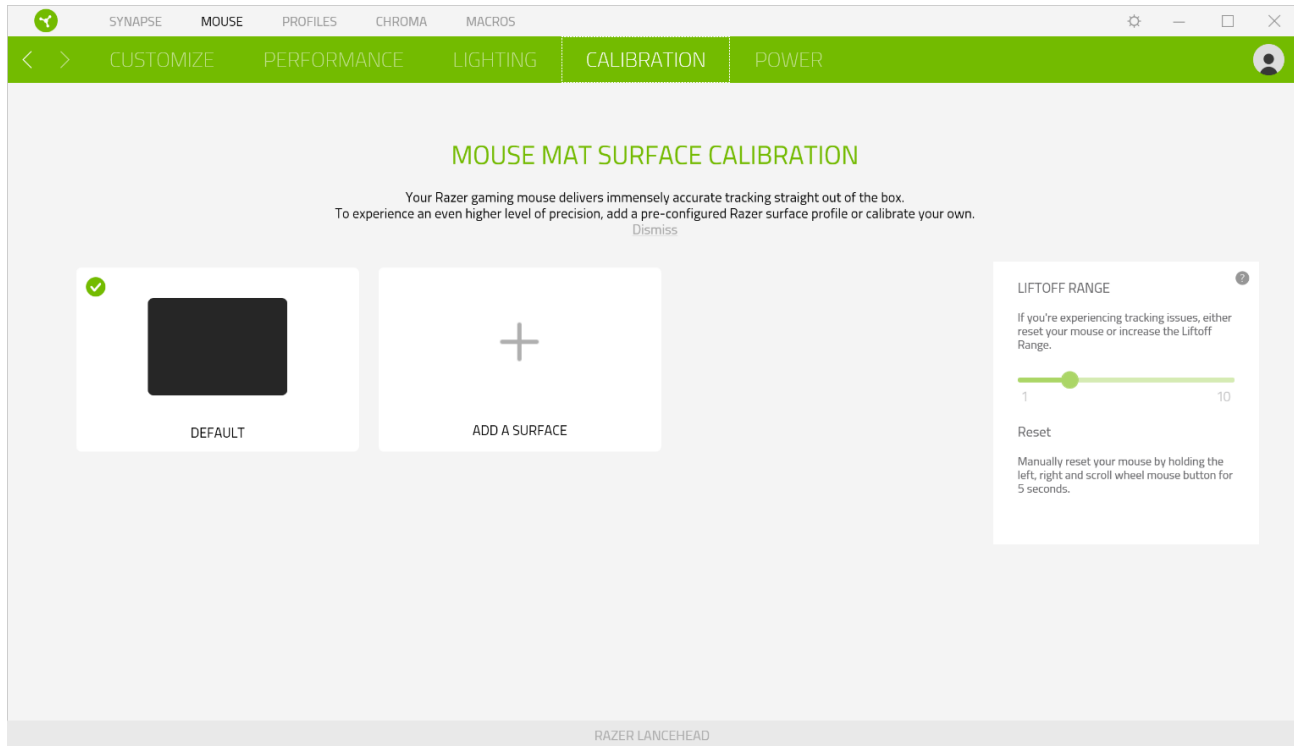 SYNAPSE MOUSE PROFILES CHROMA MACROS
CUSTOMIZE PERFORMANCE LIGHTING CALIBRATION POWER
MOUSE MAT SURFACE CALIBRATION
Your Razer gaming mouse delivers immensely accurate tracking straight out of the box.
To experience an even higher level of precision, add a pre-configured Razer surface profile or calibrate your own.
Dismiss
DEFAULT
ADD A SURFACE
?
LIFTOFF RANGE
If you're experiencing tracking issues, either
reset your mouse or increase the Liftoff
Range.
1 10
Reset
Manually reset your mouse by holding the
left, right and scroll wheel mouse button for
5 seconds.
RAZER LANCEHEAD